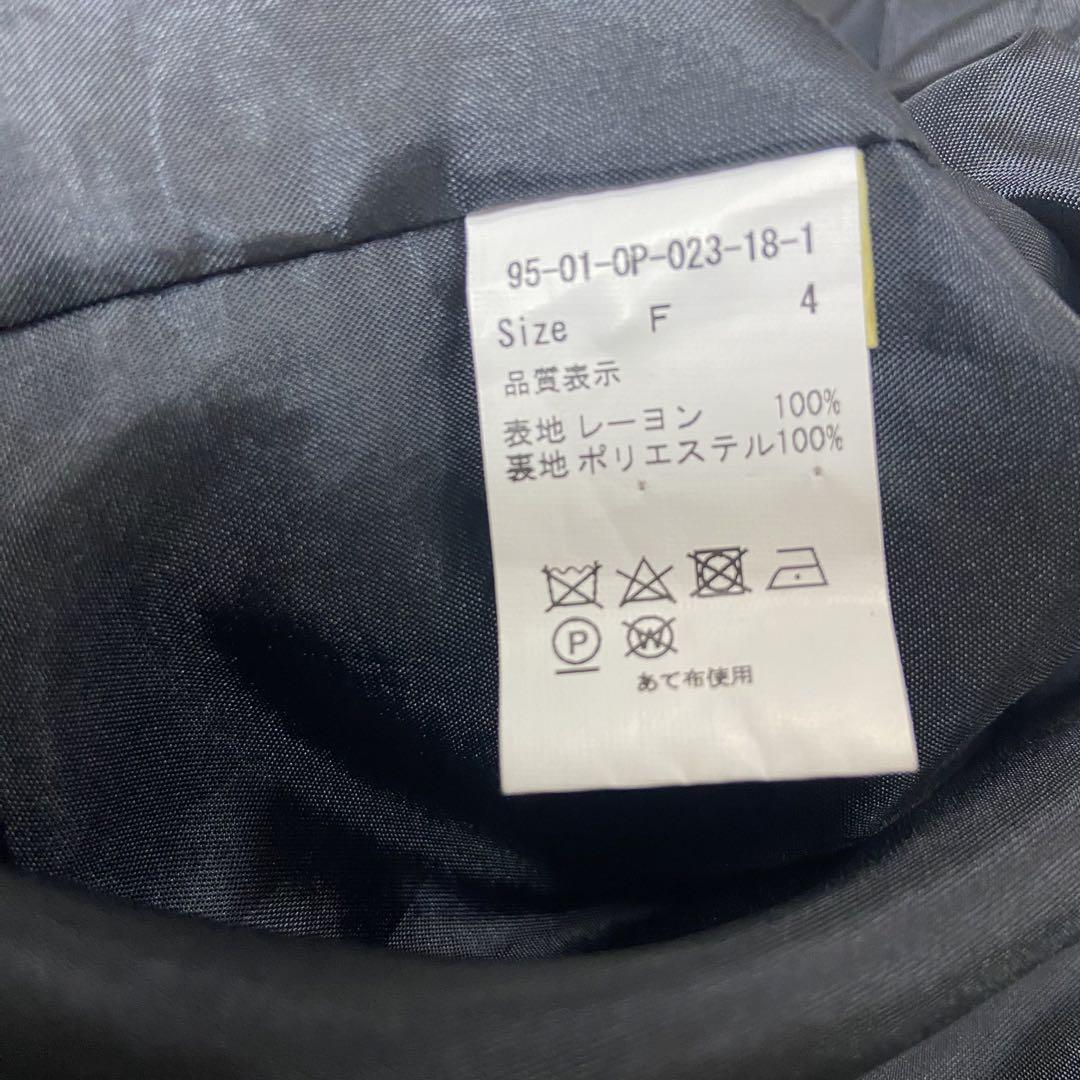 95-01-OP-023-18-1
Size F 4
品質表示
表地 レーヨン 100%
裏地 ポリエステル100%
P W
あて布使用